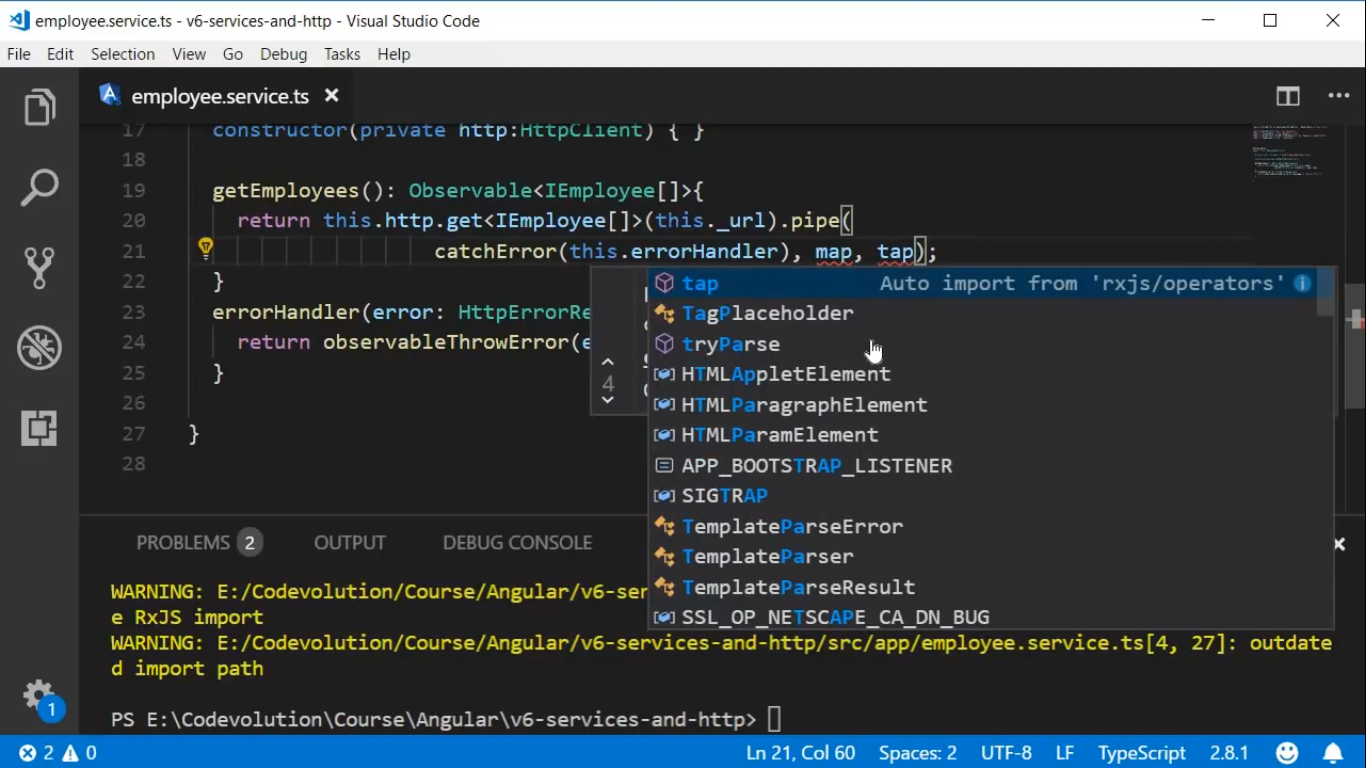 employee.service.ts - v6-services-and-http - Visual Studio Code
File Edit Selection View Go Debug Tasks Help
employee.service.ts
17 constructor(private http:HttpClient) { }
18
19 getEmployees(): Observable<IEmployee[]>{
20 return this.http.get<IEmployee[]>(this._url).pipe(
21 catchError(this.errorHandler), map, tap);
22 }
23 errorHandler(error: HttpErrorRe
24 return observableThrowError(e
25 }
26
27 }
28
4
tap Auto import from 'rxjs/operators'
TagPlaceholder
tryParse
HTMLAppletElement
HTMLParagraphElement
HTMLParamElement
APP_BOOTSTRAP_LISTENER
SIGTRAP
TemplateParseError
TemplateParser
TemplateParseResult
SSL_OP_NETSCAPE_CA_DN_BUG
PROBLEMS 2 OUTPUT DEBUG CONSOLE
WARNING: E:/Codevolution/Course/Angular/v6-ser
e RxJS import
WARNING: E:/Codevolution/Course/Angular/v6-services-and-http/src/app/employee.service.ts[4, 27]: outdate
d import path
PS E:\Codevolution\Course\Angular\v6-services-and-http>
1
2 0 Ln 21, Col 60 Spaces: 2 UTF-8 LF TypeScript 2.8.1